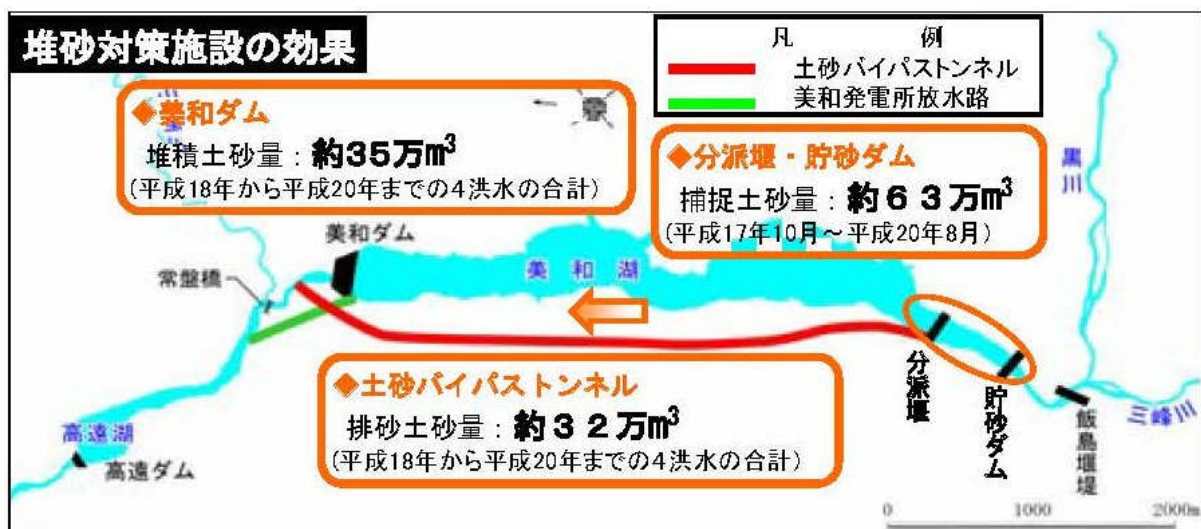 堆砂対策施設の効果
凡 例
土砂バイパストンネル
美和発電所放水路
◆美和ダム
堆積土砂量:約35万m³
(平成18年から平成20年までの4洪水の合計)
◆分派堰・貯砂ダム
捕捉土砂量:約63万m³
(平成17年10月~平成20年8月)
黒川
美和ダム
常盤橋
美和湖
分派堰
貯砂ダム
飯島堰堤
三峰川
◆土砂バイパストンネル
排砂土砂量:約32万m³
(平成18年から平成20年までの4洪水の合計)
高遠湖
高遠ダム
0 1000 2000m